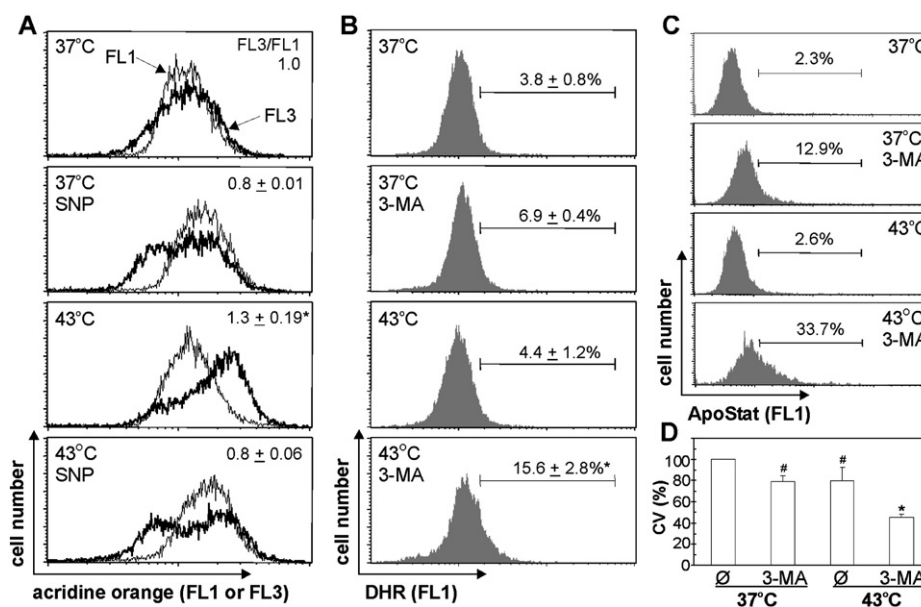 A
37°C
FL3/FL1
1.0
FL1
FL3
37°C
SNP
0.8 ± 0.01
43°C
1.3 ± 0.19*
43°C
SNP
0.8 ± 0.06
cell number
acridine orange (FL1 or FL3)
B
37°C
3.8 ± 0.8%
37°C
3-MA
6.9 ± 0.4%
43°C
4.4 ± 1.2%
43°C
3-MA
15.6 ± 2.8%*
cell number
DHR (FL1)
C
37°C
2.3%
37°C
3-MA
12.9%
43°C
2.6%
43°C
3-MA
33.7%
cell number
ApoStat (FL1)
D
CV (%)
100
80
60
40
20
0
#
#
*
Ø 3-MA Ø 3-MA
37°C 43°C